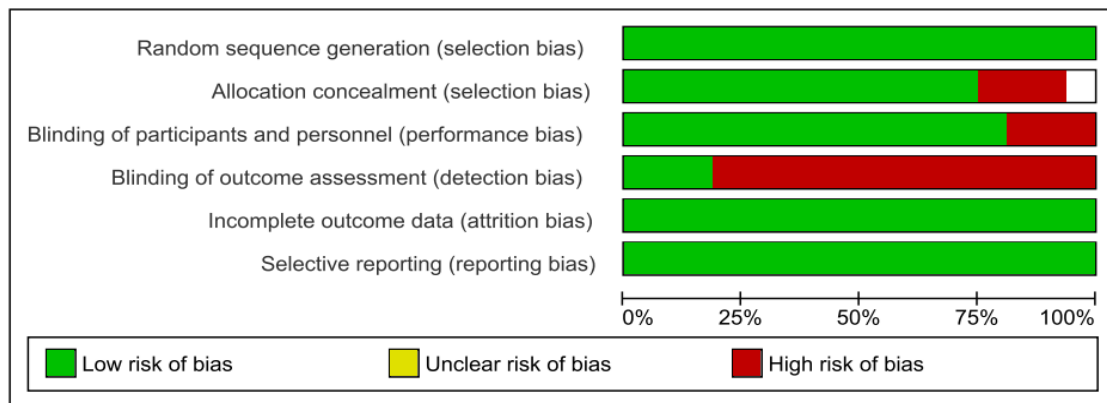 Random sequence generation (selection bias)
Allocation concealment (selection bias)
Blinding of participants and personnel (performance bias)
Blinding of outcome assessment (detection bias)
Incomplete outcome data (attrition bias)
Selective reporting (reporting bias)
0% 25% 50% 75% 100%
Low risk of bias Unclear risk of bias High risk of bias